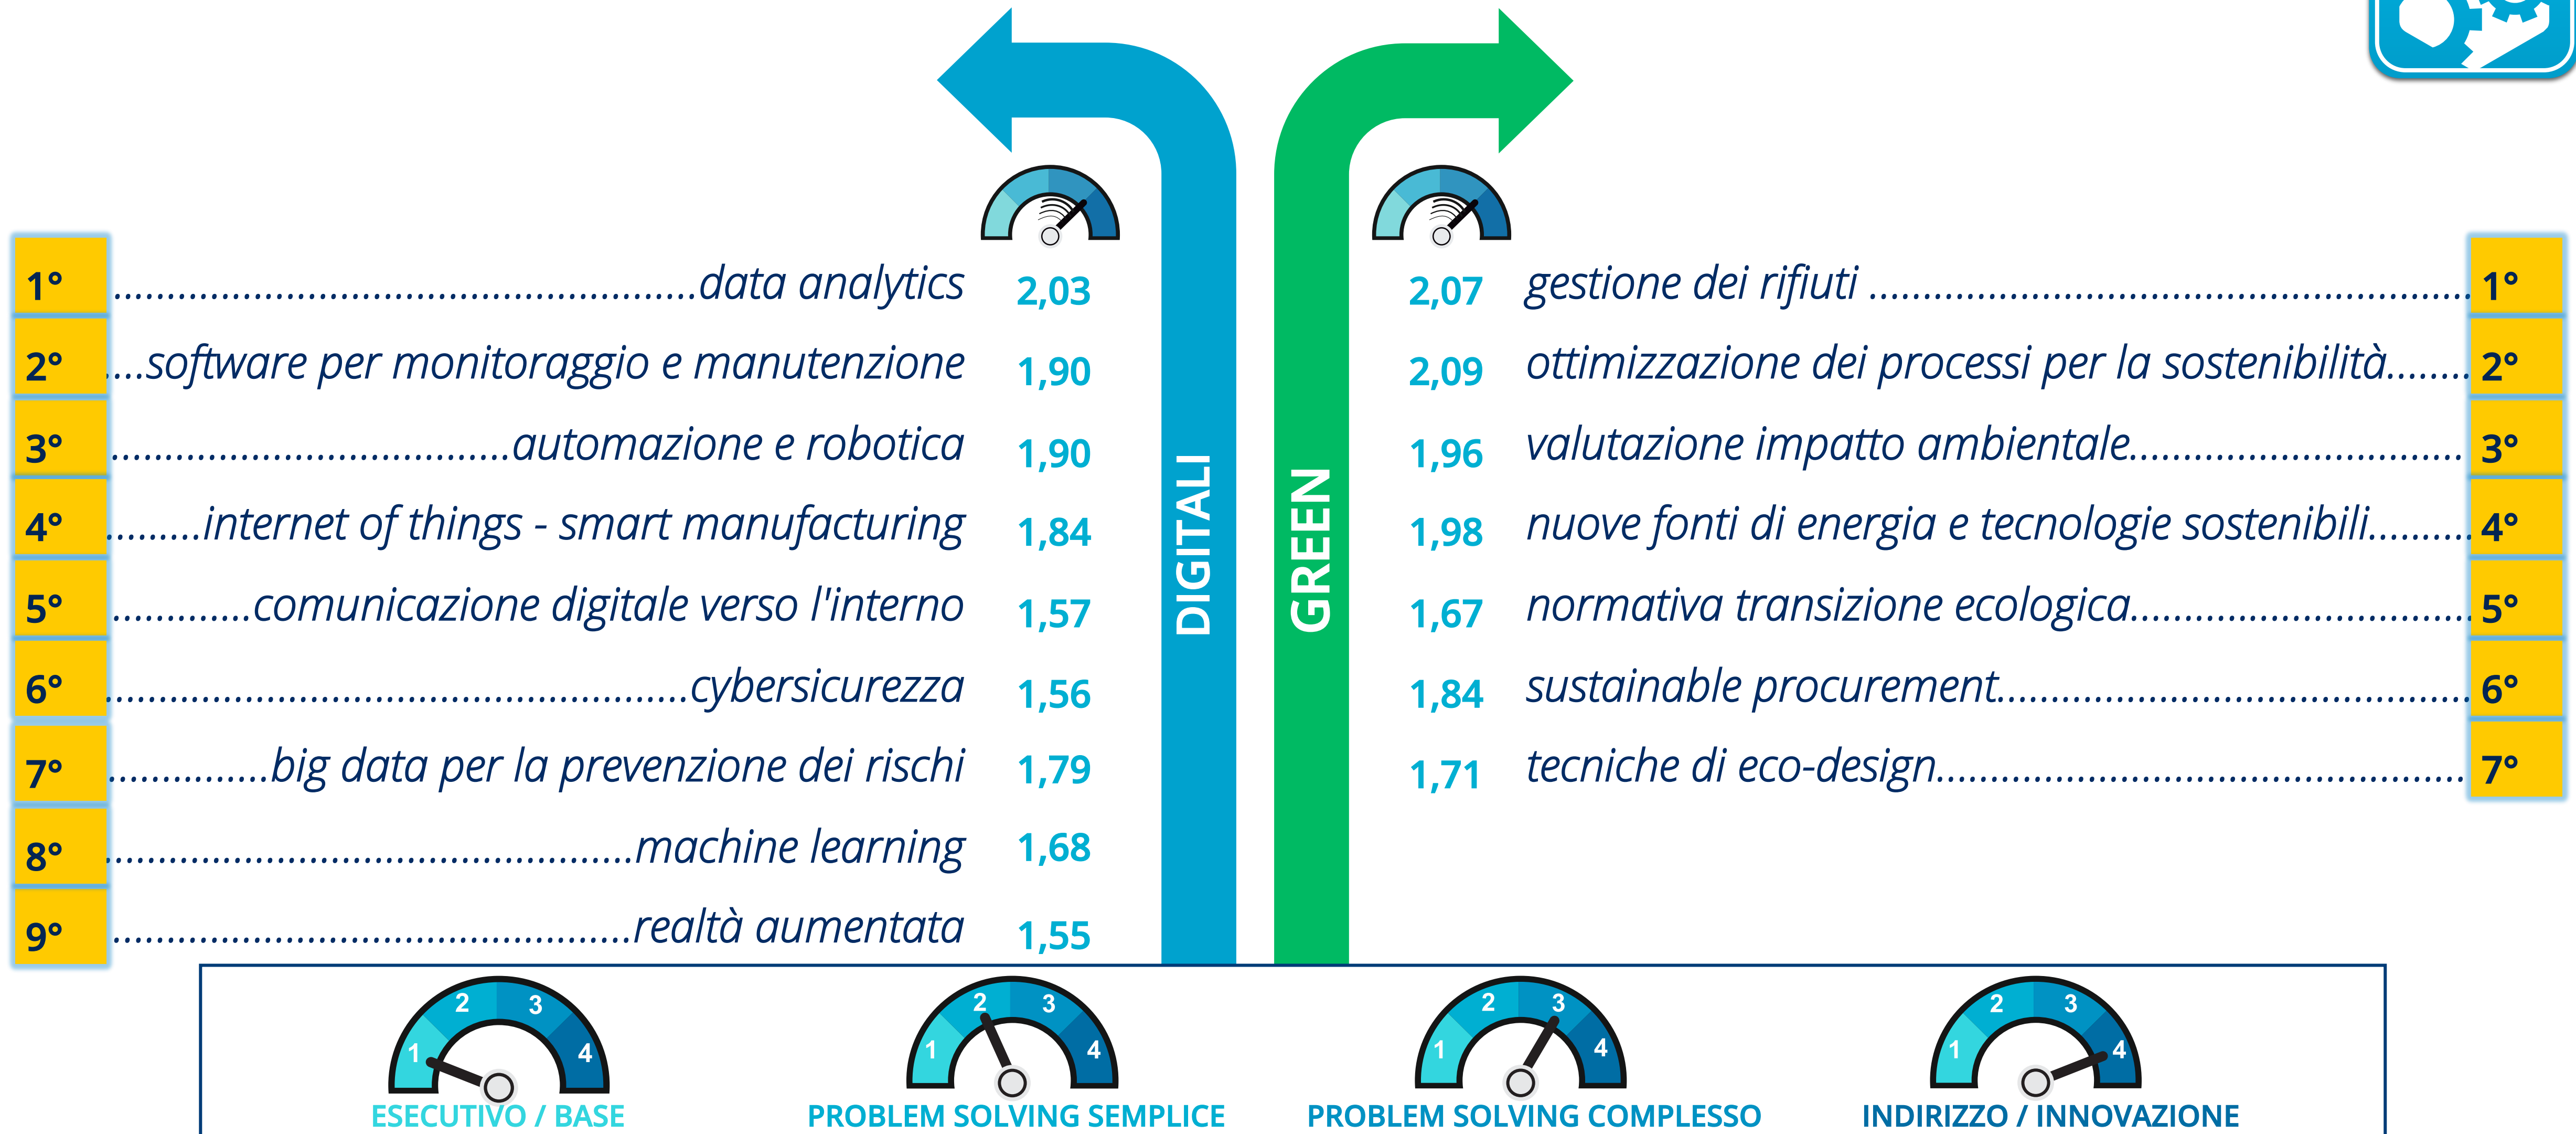 1° ....................data analytics 2,03
2° ....software per monitoraggio e manutenzione 1,90
3° ....................automazione e robotica 1,90
4° .........internet of things - smart manufacturing 1,84
5° .............comunicazione digitale verso l'interno 1,57
6° ....................cybersicurezza 1,56
7° ...............big data per la prevenzione dei rischi 1,79
8° ....................machine learning 1,68
9° ....................realtà aumentata 1,55
DIGITALI
GREEN
2,07 gestione dei rifiuti .................... 1°
2,09 ottimizzazione dei processi per la sostenibilità........ 2°
1,96 valutazione impatto ambientale.................... 3°
1,98 nuove fonti di energia e tecnologie sostenibili.......... 4°
1,67 normativa transizione ecologica.................... 5°
1,84 sustainable procurement.................... 6°
1,71 tecniche di eco-design.................... 7°
1 2 3 4
ESECUTIVO / BASE
1 2 3 4
PROBLEM SOLVING SEMPLICE
1 2 3 4
PROBLEM SOLVING COMPLESSO
1 2 3 4
INDIRIZZO / INNOVAZIONE